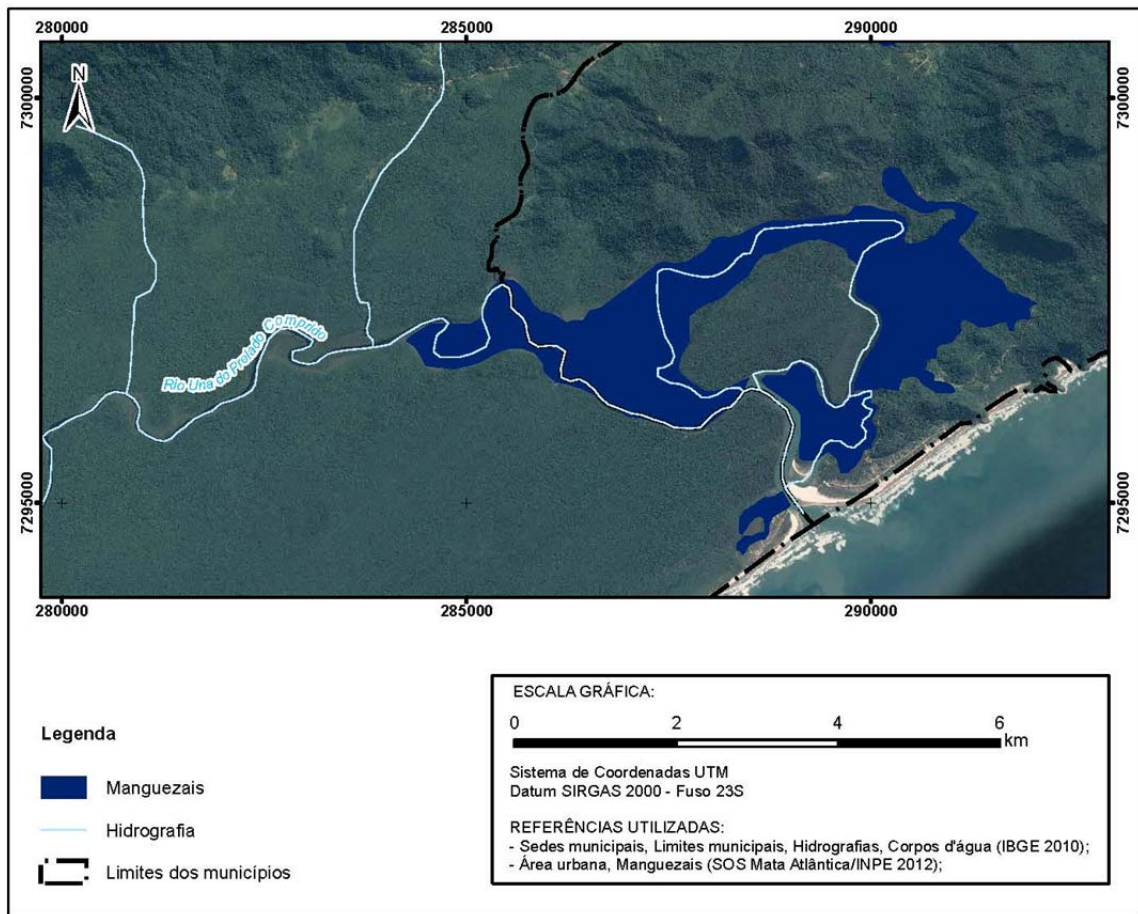 280000 285000 290000
N
7300000 7300000
Rio Una do Prelado Comprido
7295000 7295000
280000 285000 290000
ESCALA GRÁFICA:
0 2 4 6
km
Sistema de Coordenadas UTM
Datum SIRGAS 2000 - Fuso 23S
REFERÊNCIAS UTILIZADAS:
- Sedes municipais, Limites municipais, Hidrografias, Corpos d'água (IBGE 2010);
- Área urbana, Manguezais (SOS Mata Atlântica/INPE 2012);
Legenda
Manguezais
Hidrografia
Limites dos municípios